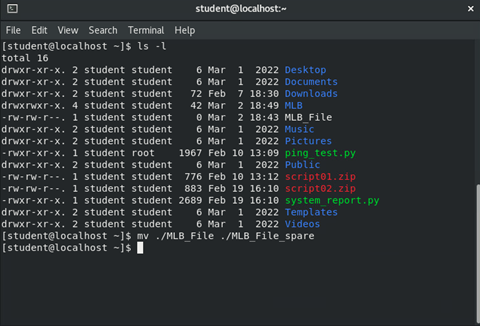 student@localhost:~
File Edit View Search Terminal Help
[student@localhost ~]$ ls -l
total 16
drwxr-xr-x. 2 student student    6 Mar  1  2022 Desktop
drwxr-xr-x. 2 student student    6 Mar  1  2022 Documents
drwxr-xr-x. 2 student student   72 Feb  7 18:30 Downloads
drwxrwxr-x. 4 student student   42 Mar  2 18:49 MLB
-rw-rw-r--. 1 student student    0 Mar  2 18:43 MLB_File
drwxr-xr-x. 2 student student    6 Mar  1  2022 Music
drwxr-xr-x. 2 student student    6 Mar  1  2022 Pictures
-rwxr-xr-x. 1 student root    1967 Feb 10 13:09 ping_test.py
drwxr-xr-x. 2 student student    6 Mar  1  2022 Public
-rw-rw-r--. 1 student student  776 Feb 10 13:12 script01.zip
-rw-rw-r--. 1 student student  883 Feb 19 16:10 script02.zip
-rwxr-xr-x. 1 student student 2689 Feb 19 16:10 system_report.py
drwxr-xr-x. 2 student student    6 Mar  1  2022 Templates
drwxr-xr-x. 2 student student    6 Mar  1  2022 Videos
[student@localhost ~]$ mv ./MLB_File ./MLB_File_spare
[student@localhost ~]$